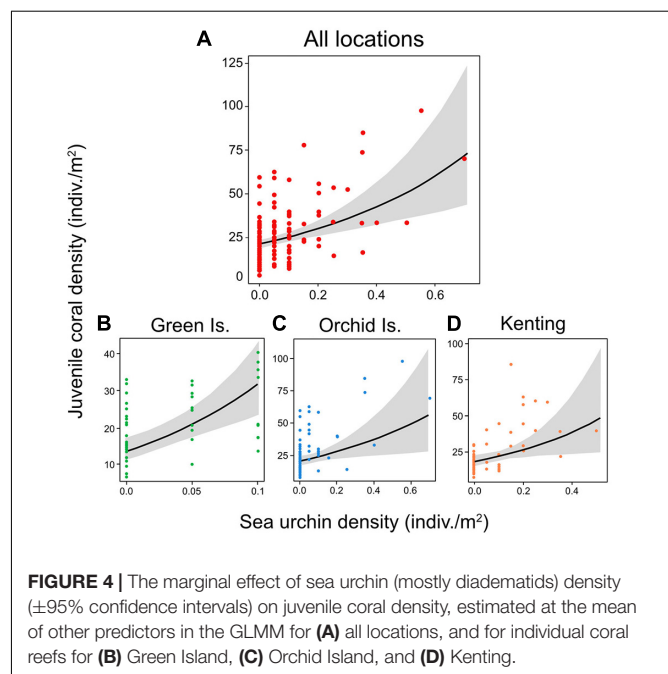 A All locations
125
100
75
50
25
0
0.0 0.2 0.4 0.6
Juvenile coral density (indiv./m²)
B Green Is.
40
30
20
10
0.0 0.05 0.1
C Orchid Is.
100
75
50
25
0.0 0.2 0.4 0.6
D Kenting
100
75
50
25
0.0 0.2 0.4
Sea urchin density (indiv./m²)
FIGURE 4 | The marginal effect of sea urchin (mostly diadematids) density
(±95% confidence intervals) on juvenile coral density, estimated at the mean
of other predictors in the GLMM for (A) all locations, and for individual coral
reefs for (B) Green Island, (C) Orchid Island, and (D) Kenting.